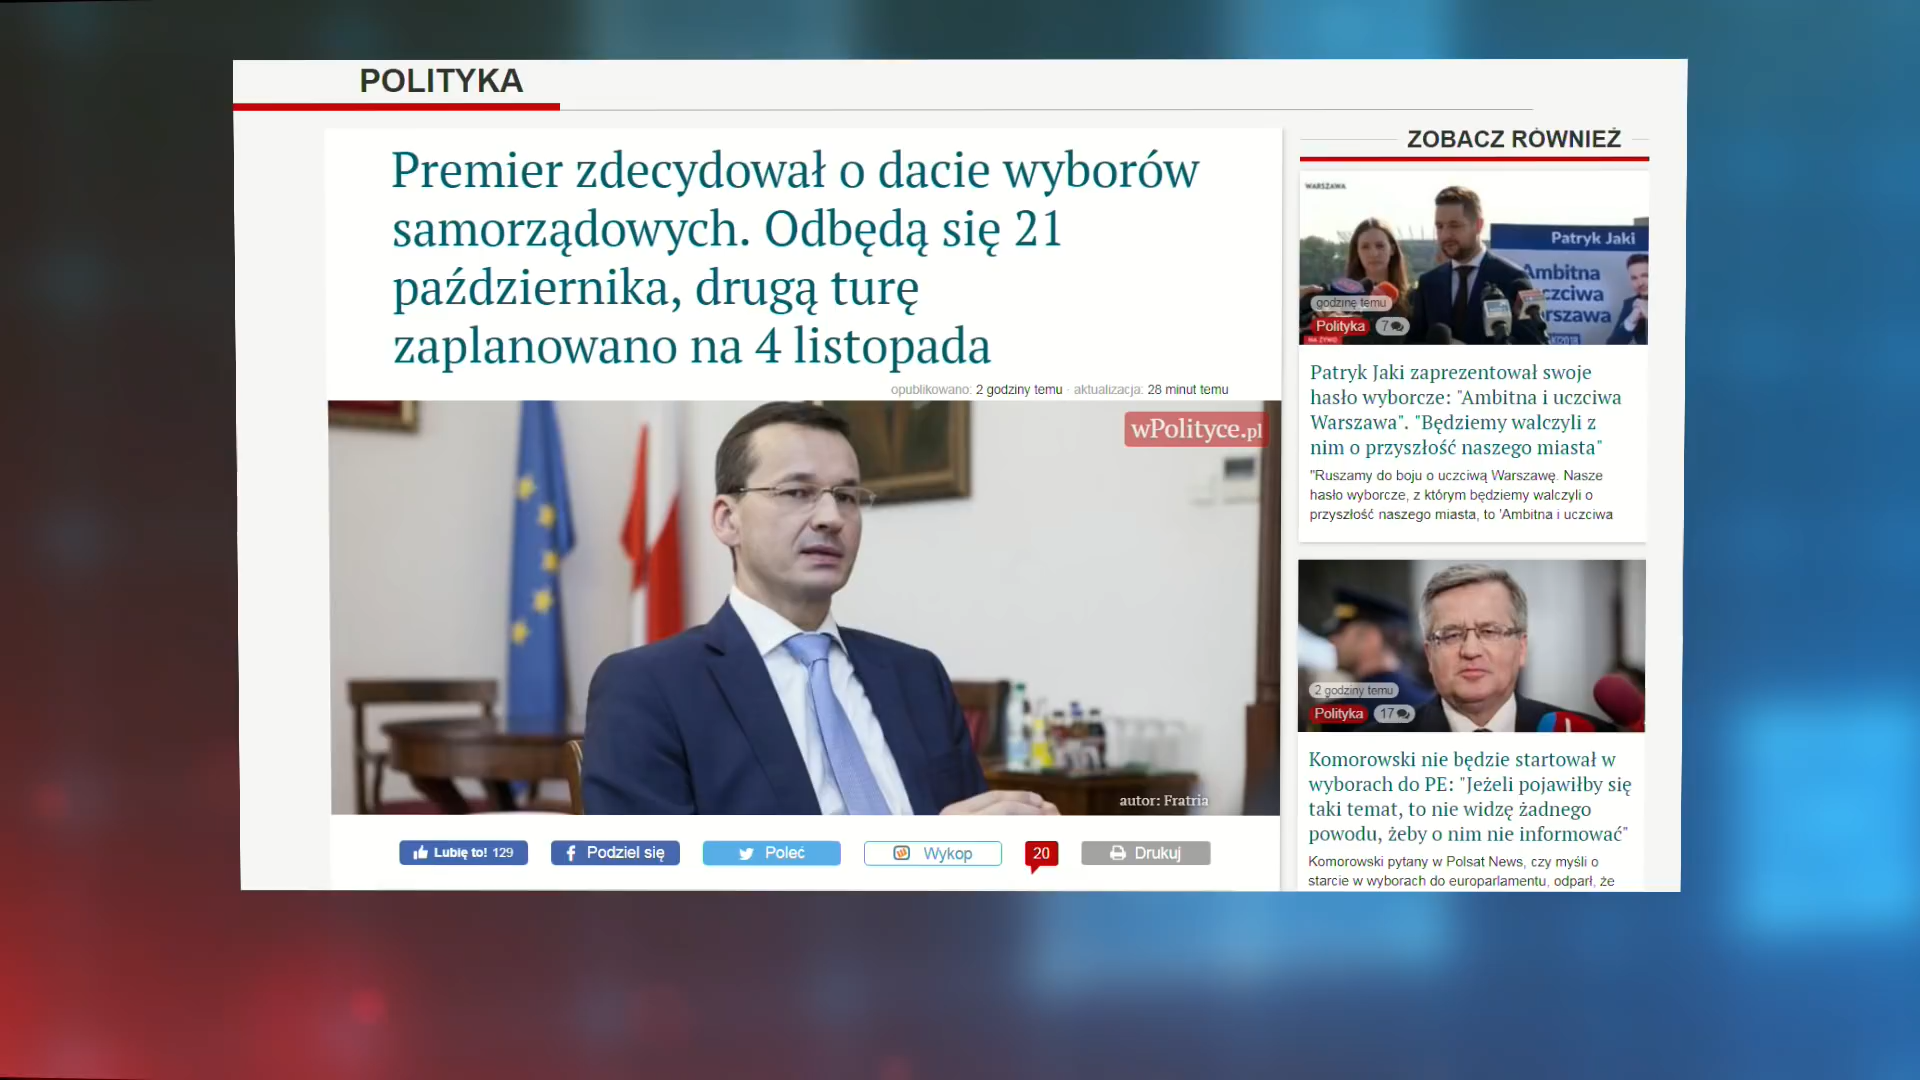 POLITYKA
Premier zdecydował o dacie wyborów
samorządowych. Odbędą się 21
października, drugą turę
zaplanowano na 4 listopada
opublikowano: 2 godziny temu · aktualizacja: 28 minut temu
wPolityce.pl
autor: Fratria
Lubię to! 129
Podziel się
Poleć
Wykop
20
Drukuj
ZOBACZ RÓWNIEŻ
WARSZAWA
Patryk Jaki
Ambitna
czciwa
rszawa
godzinę temu
Polityka 7
NA ŻYWO
Patryk Jaki zaprezentował swoje
hasło wyborcze: "Ambitna i uczciwa
Warszawa". "Będziemy walczyli z
nim o przyszłość naszego miasta"
"Ruszamy do boju o uczciwą Warszawę. Nasze
hasło wyborcze, z którym będziemy walczyli o
przyszłość naszego miasta, to 'Ambitna i uczciwa
2 godziny temu
Polityka 17
Komorowski nie będzie startował w
wyborach do PE: "Jeżeli pojawiłby się
taki temat, to nie widzę żadnego
powodu, żeby o nim nie informować"
Komorowski pytany w Polsat News, czy myśli o
starcie w wyborach do europarlamentu, odparł, że